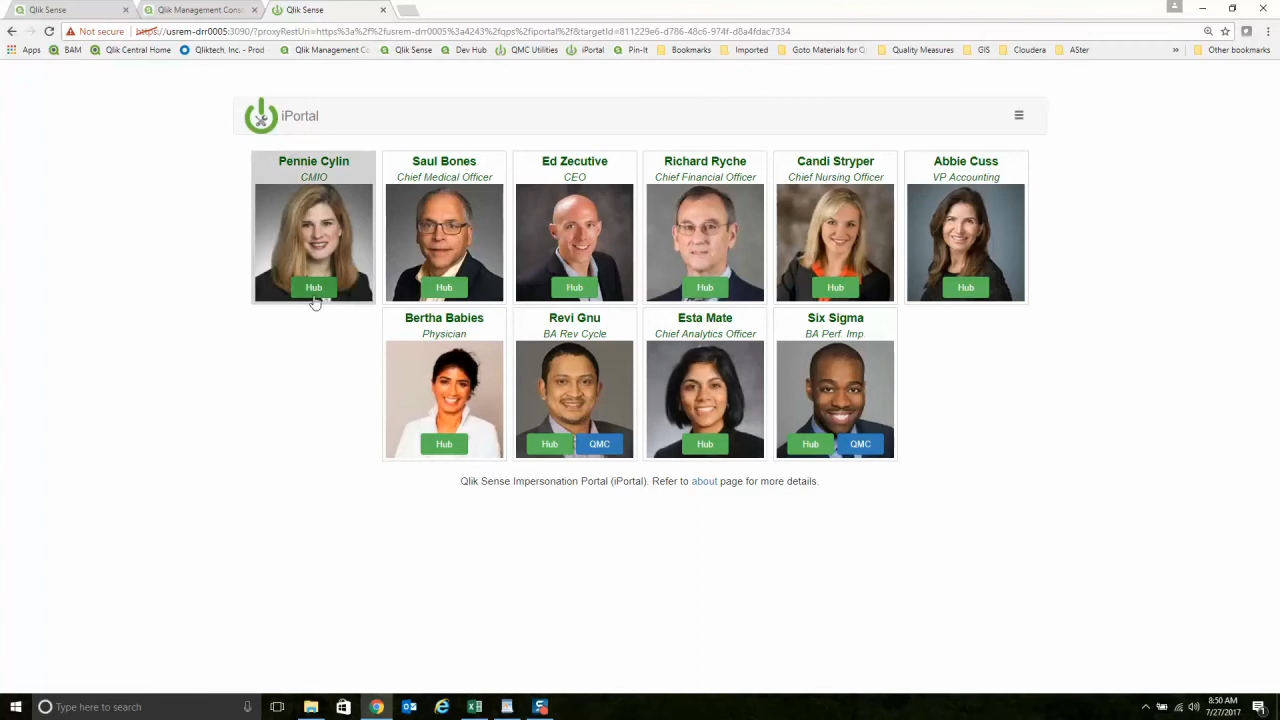 Qlik Sense
Qlik Management Cons
Qlik Sense
Not secure https://usrem-drr0005:3090/?proxyRestUri=https%3a%2f%2fusrem-drr0005%3a4243%2fqps%2fiportal%2f&targetId=811229e6-d786-48c6-974f-d8a4fdac7334
Apps BAM Qlik Central Home Qliktech, Inc. - Prod Qlik Management Co Qlik Sense Dev Hub QMC Utilities iPortal Pin-It Bookmarks Imported Goto Materials for Q Quality Measures GIS Cloudera ASter » Other bookmarks
iPortal
Pennie Cylin
CMIO
Hub
Saul Bones
Chief Medical Officer
Hub
Ed Zecutive
CEO
Hub
Richard Ryche
Chief Financial Officer
Hub
Candi Stryper
Chief Nursing Officer
Hub
Abbie Cuss
VP Accounting
Hub
Bertha Babies
Physician
Hub
Revi Gnu
BA Rev Cycle
Hub QMC
Esta Mate
Chief Analytics Officer
Hub
Six Sigma
BA Perf. Imp.
Hub QMC
Qlik Sense Impersonation Portal (iPortal). Refer to about page for more details.
Type here to search
8:50 AM
7/27/2017